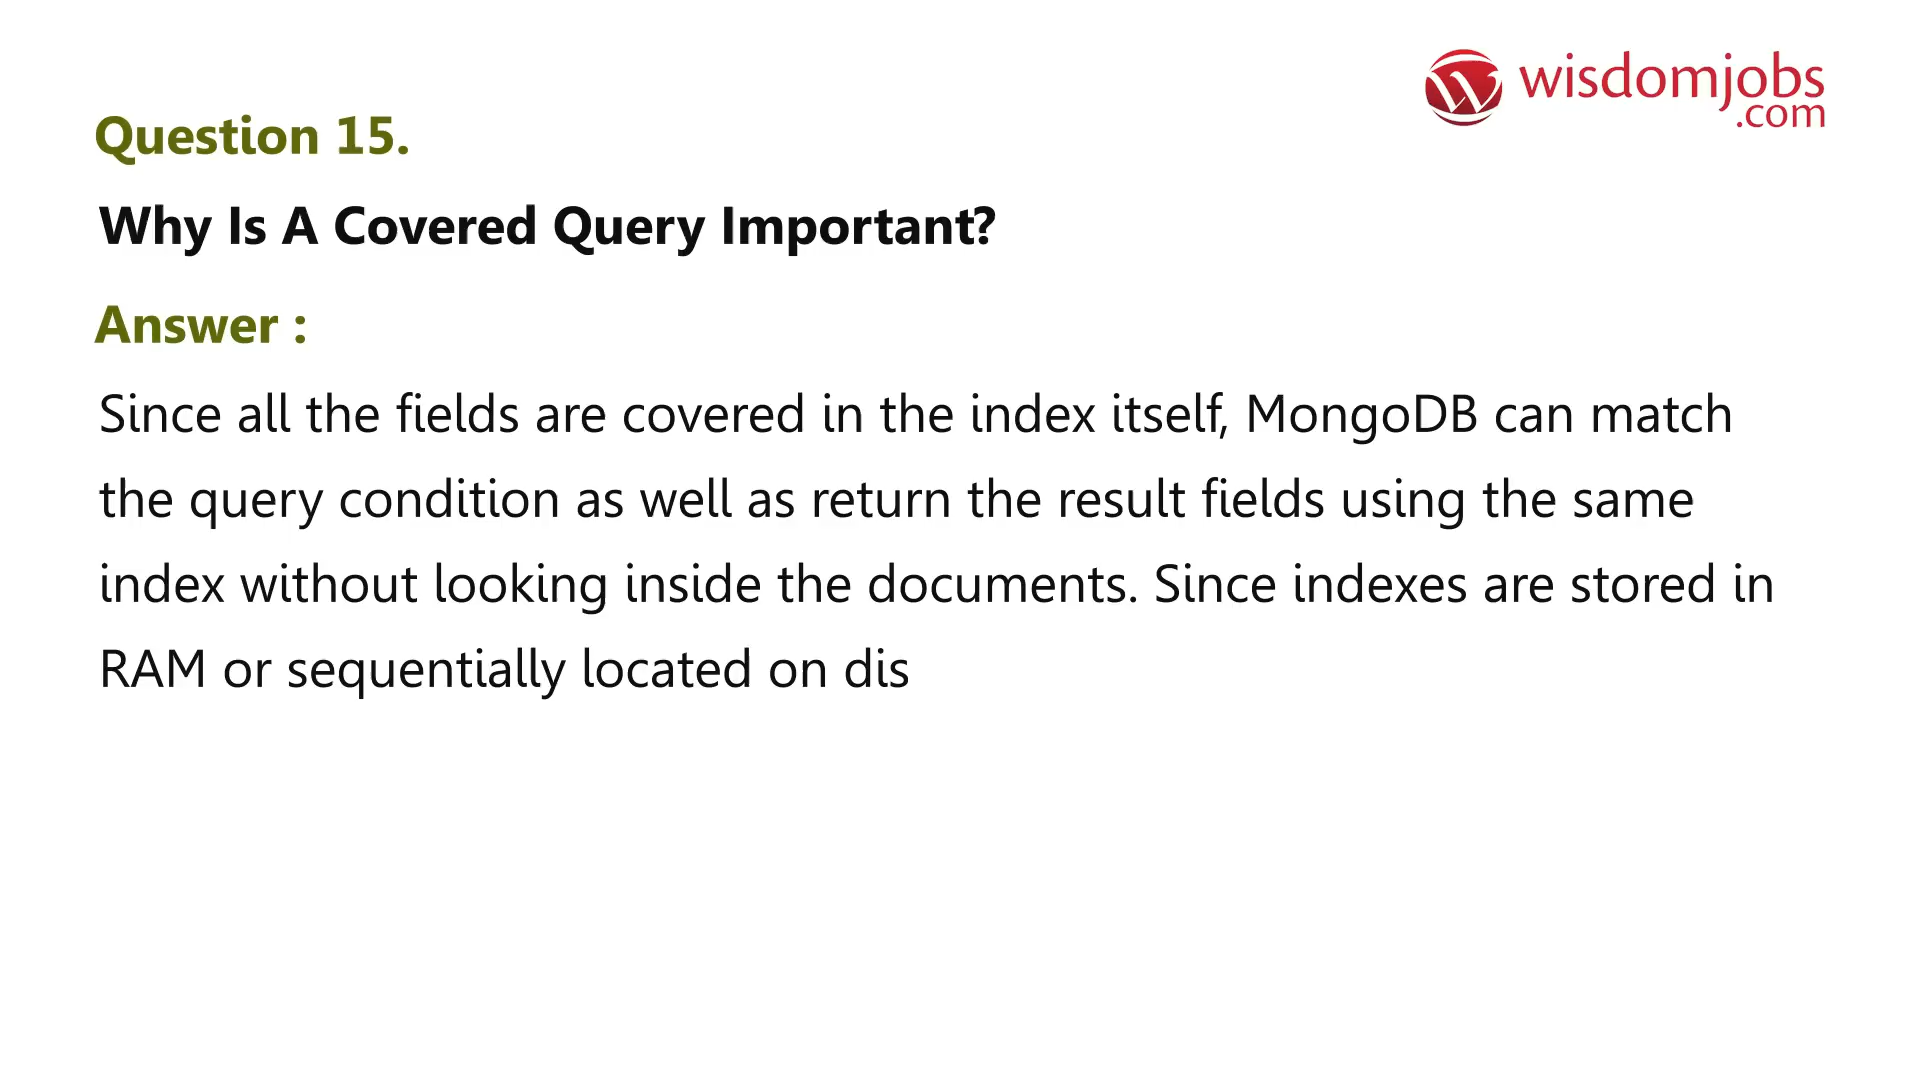 wisdomjobs
.com
Question 15.
Why Is A Covered Query Important?
Answer :
Since all the fields are covered in the index itself, MongoDB can match
the query condition as well as return the result fields using the same
index without looking inside the documents. Since indexes are stored in
RAM or sequentially located on dis